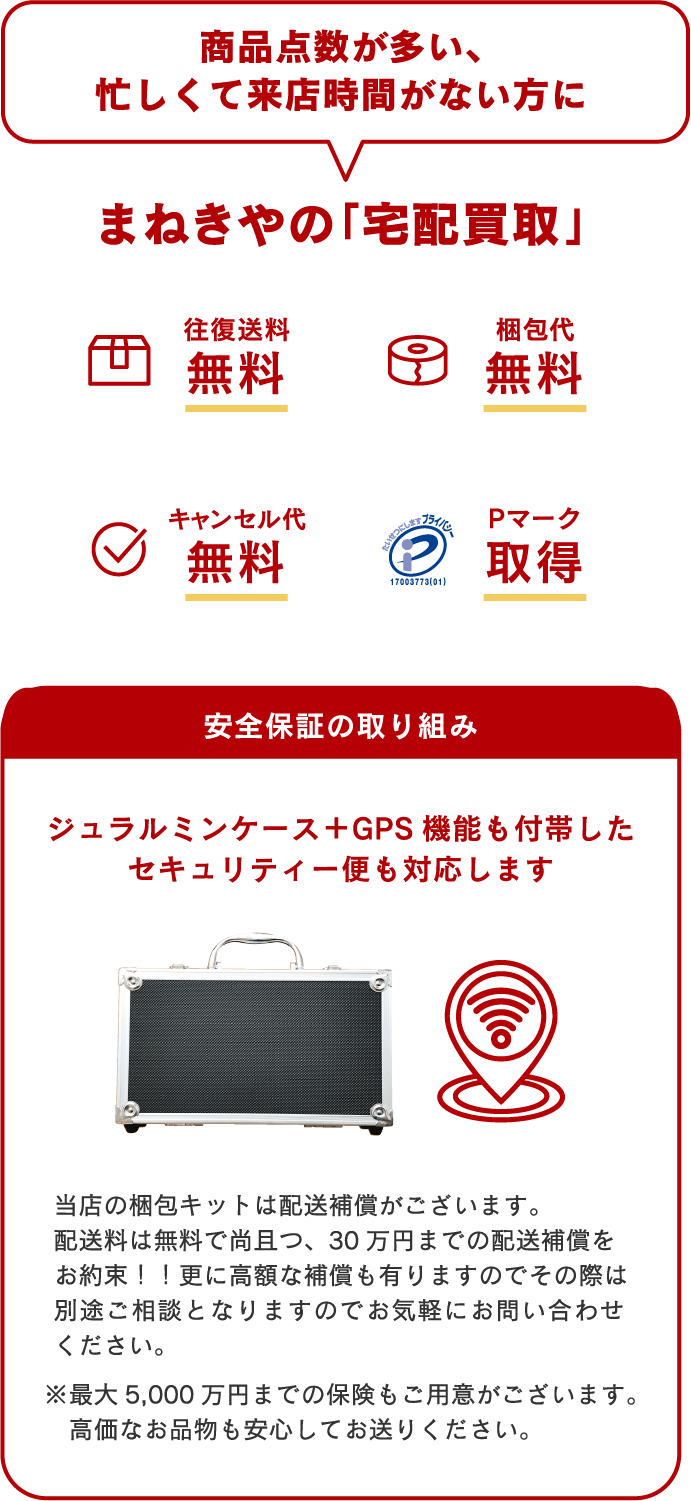 商品点数が多い、
忙しくて来店時間がない方に
まねきやの「宅配買取」
往復送料
無料
梱包代
無料
キャンセル代
無料
たいせつにしますプライバシー
17003773(01)
Pマーク
取得
安全保証の取り組み
ジュラルミンケース＋GPS機能も付帯した
セキュリティー便も対応します
当店の梱包キットは配送補償がございます。
配送料は無料で尚且つ、30万円までの配送補償を
お約束！！更に高額な補償も有りますのでその際は
別途ご相談となりますのでお気軽にお問い合わせ
ください。
※最大5,000万円までの保険もご用意がございます。
高価なお品物も安心してお送りください。